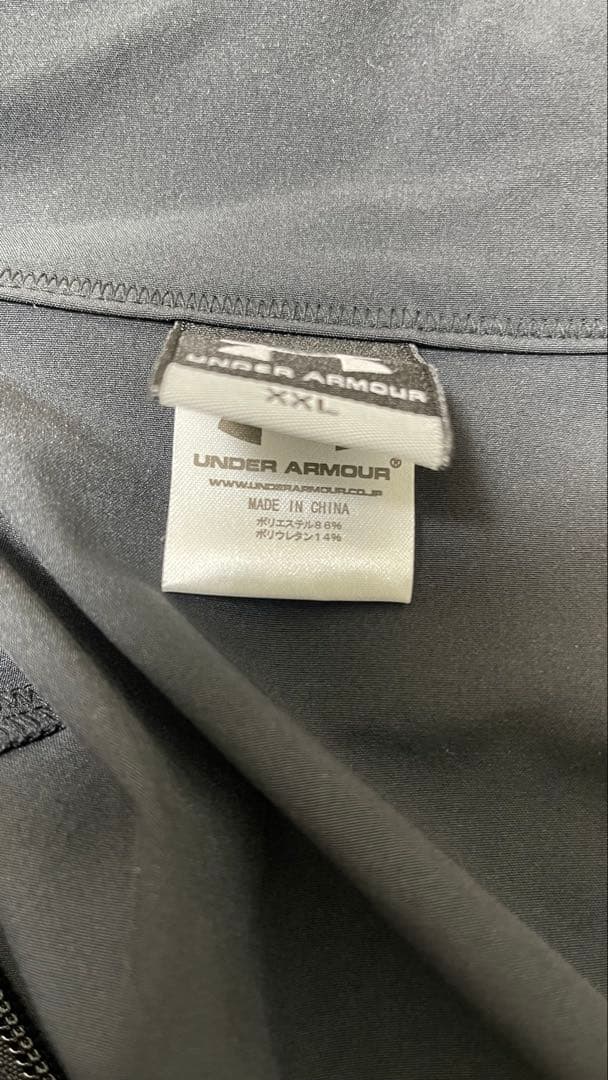 UNDER ARMOUR
XXL
UNDER ARMOUR®
WWW.UNDERARMOUR.CO.JP
MADE IN CHINA
ポリエステル86%
ポリウレタン14%